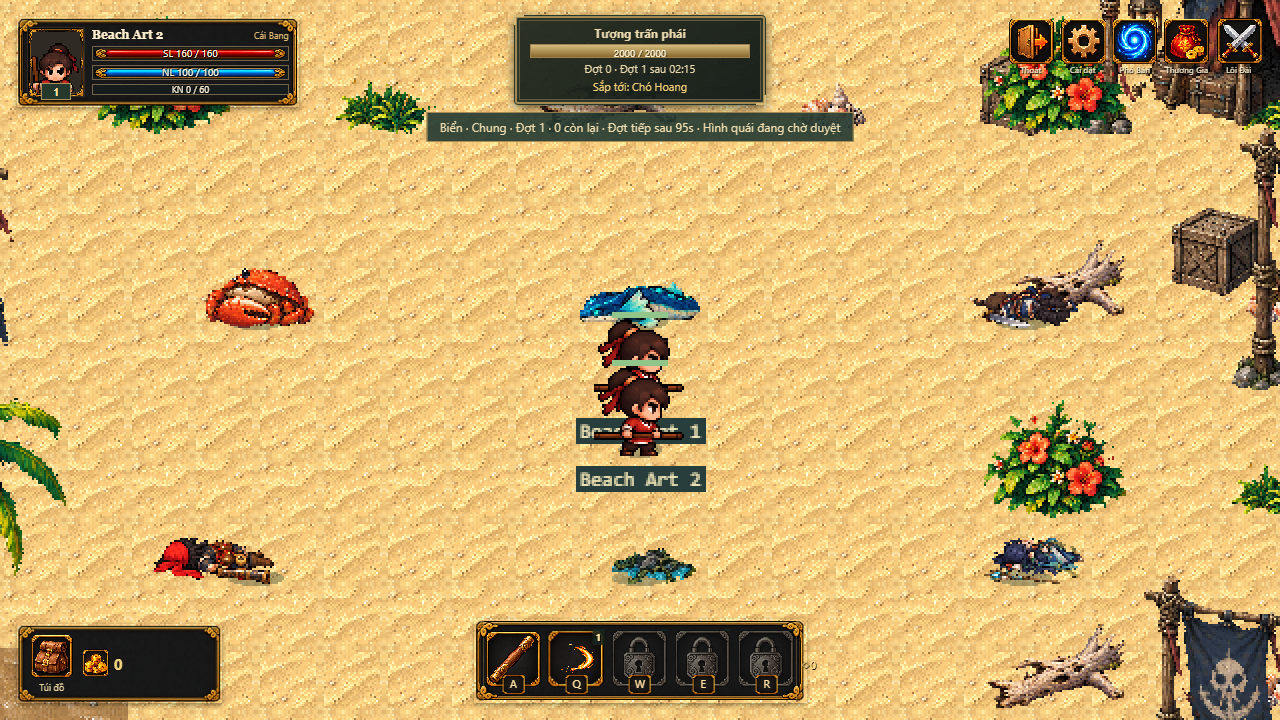 Beach Art 2
Cái Bang
SL 160 / 160
NL 100 / 100
KN 0 / 60
1
Tượng trấn phái
2000 / 2000
Đợt 0 · Đợt 1 sau 02:15
Sắp tới: Chó Hoang
Thoát
Cài đặt
Phó Bản
Thương Gia
Lôi Đài
Biển · Chung · Đợt 1 · 0 còn lại · Đợt tiếp sau 95s · Hình quái đang chờ duyệt
Beach Art 1
Beach Art 2
0
Túi đồ
1
A
Q
W
E
R